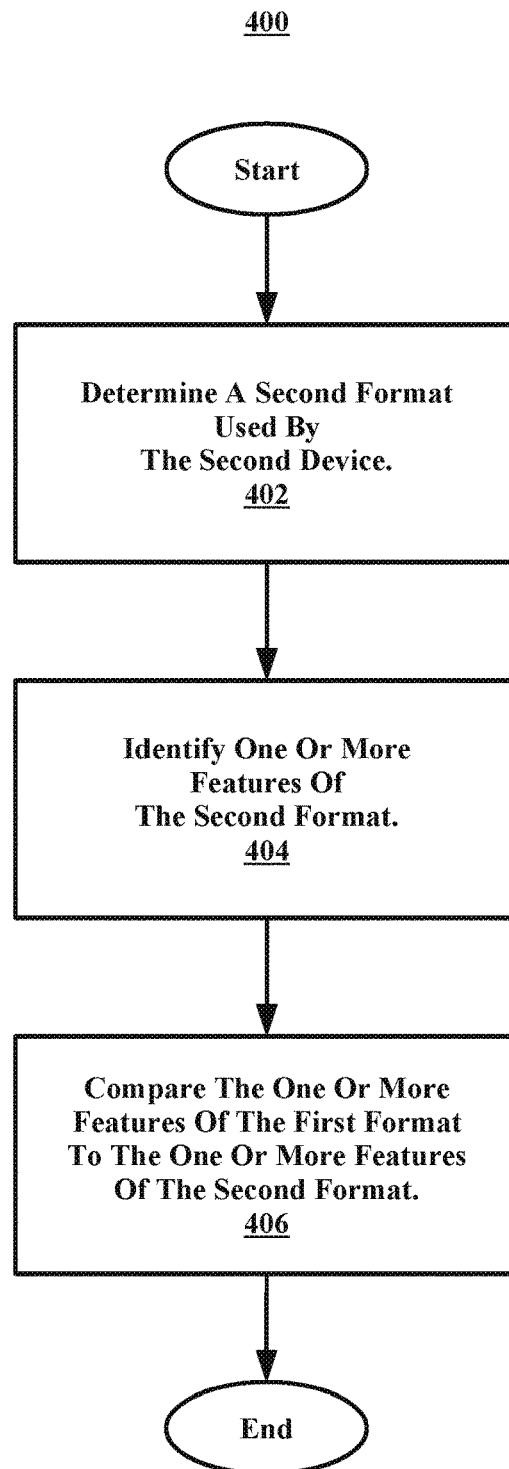 400
Start
Determine A Second Format
Used By
The Second Device.
402
Identify One Or More
Features Of
The Second Format.
404
Compare The One Or More
Features Of The First Format
To The One Or More Features
Of The Second Format.
406
End